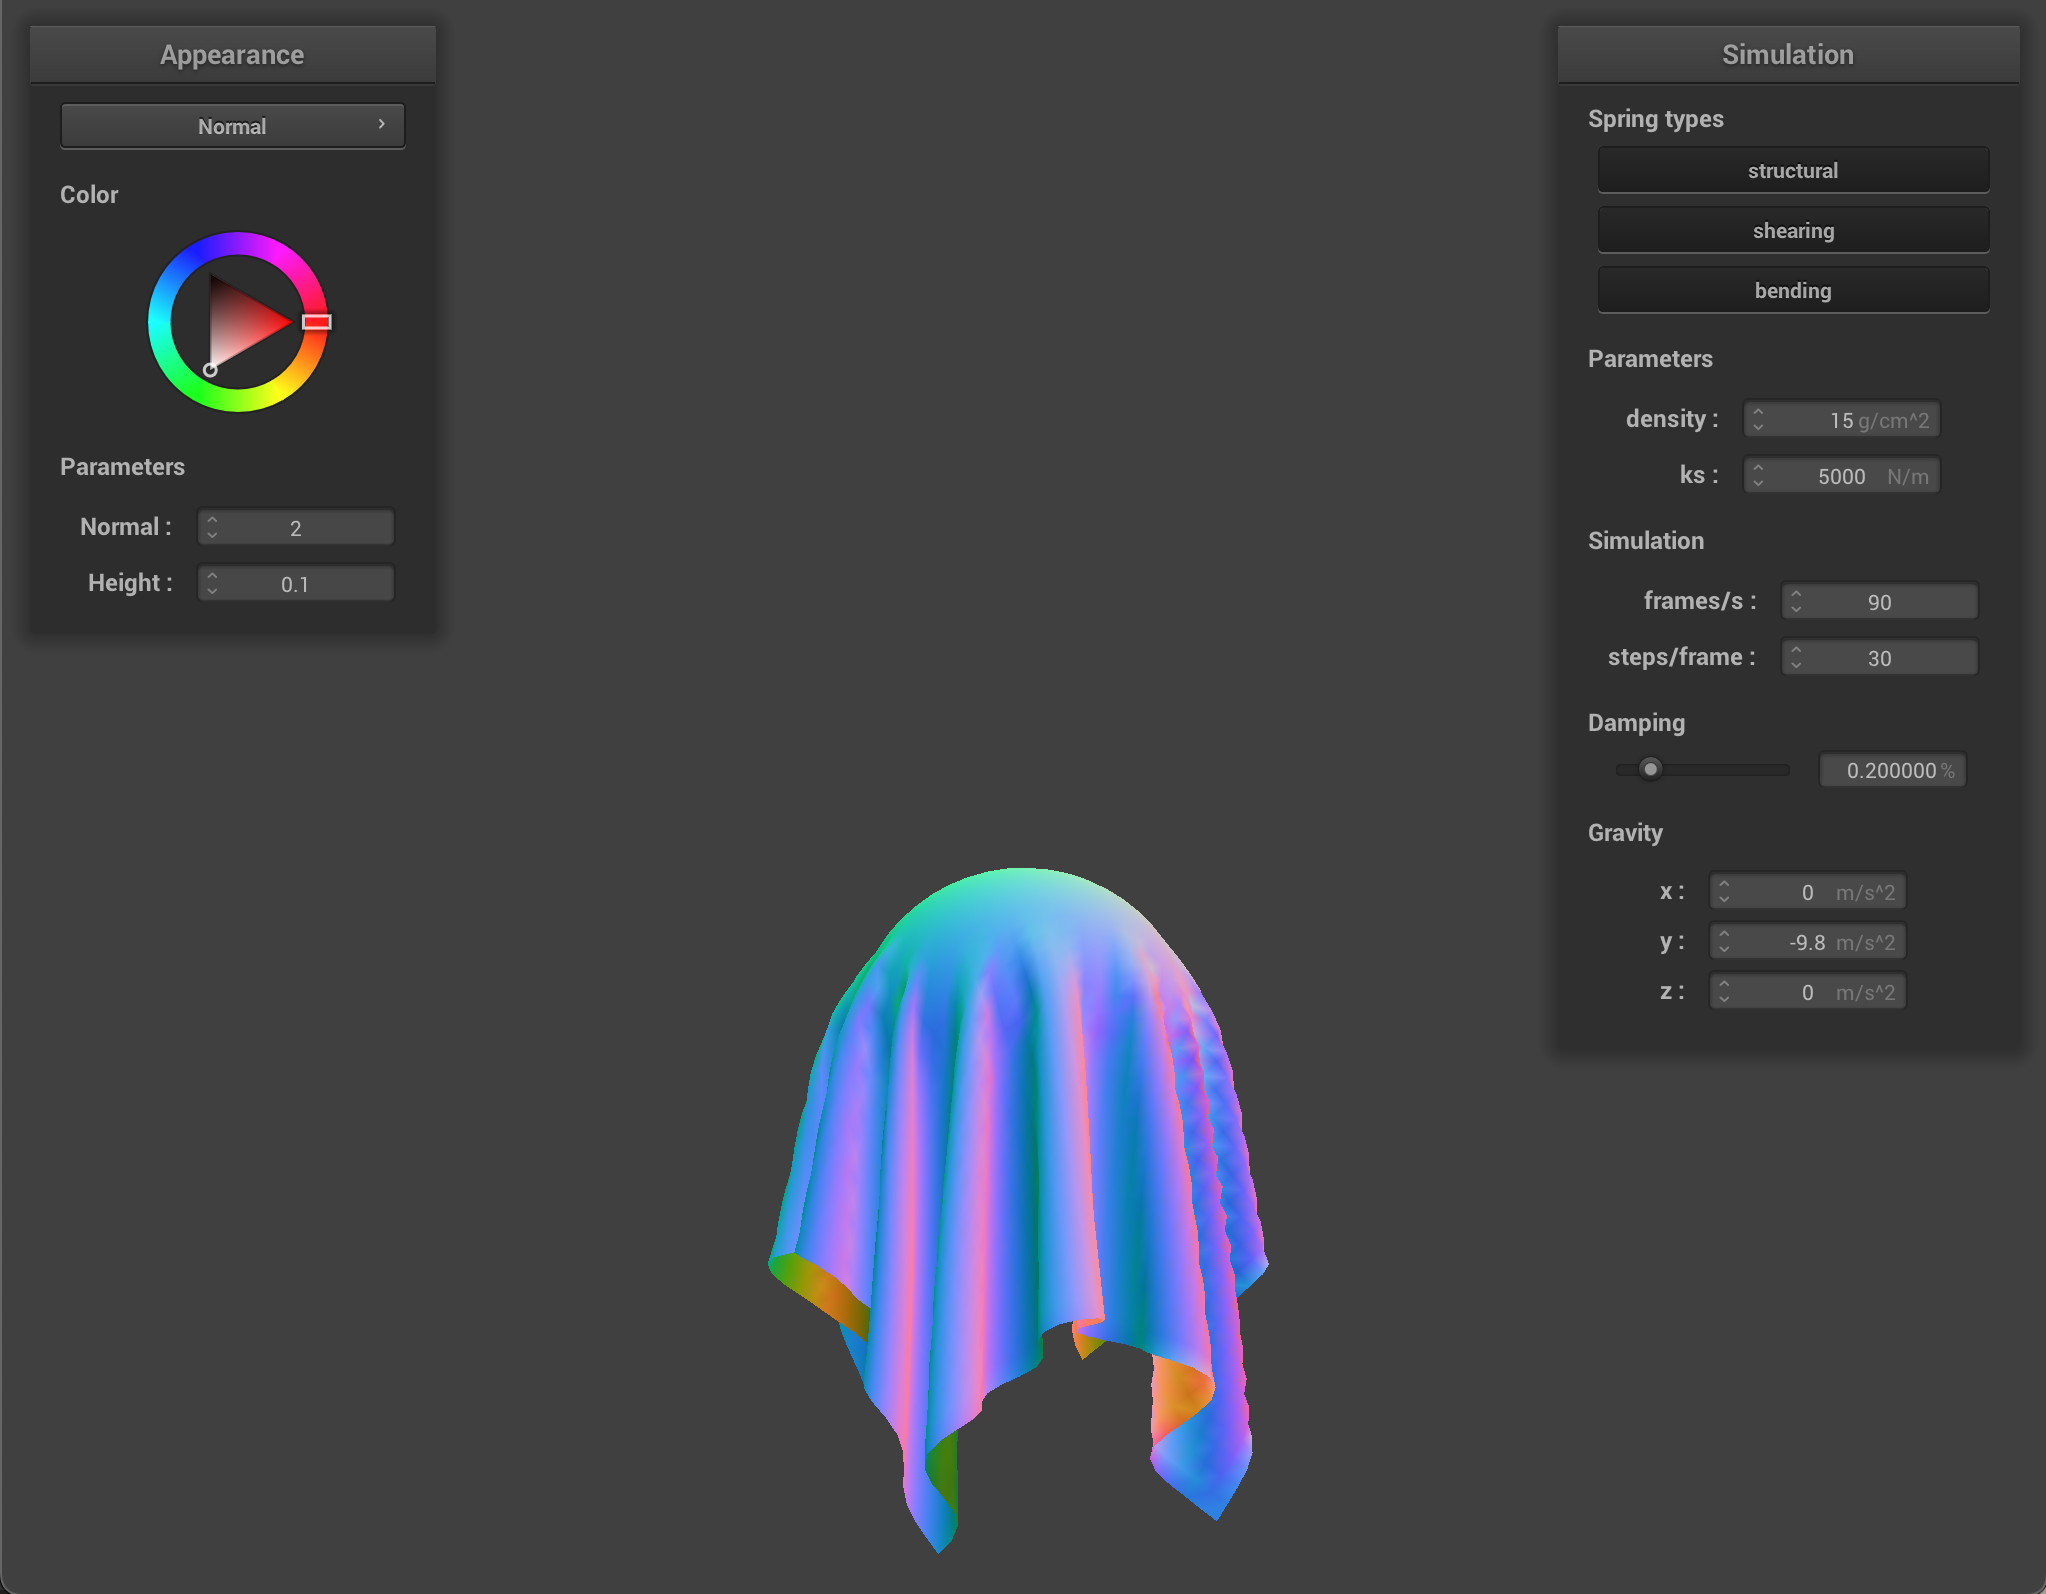 Appearance
Normal
Color
Parameters
Normal : 2
Height : 0.1
Simulation
Spring types
structural
shearing
bending
Parameters
density : 15 g/cm^2
ks : 5000 N/m
Simulation
frames/s : 90
steps/frame : 30
Damping
0.200000 %
Gravity
x : 0 m/s^2
y : -9.8 m/s^2
z : 0 m/s^2